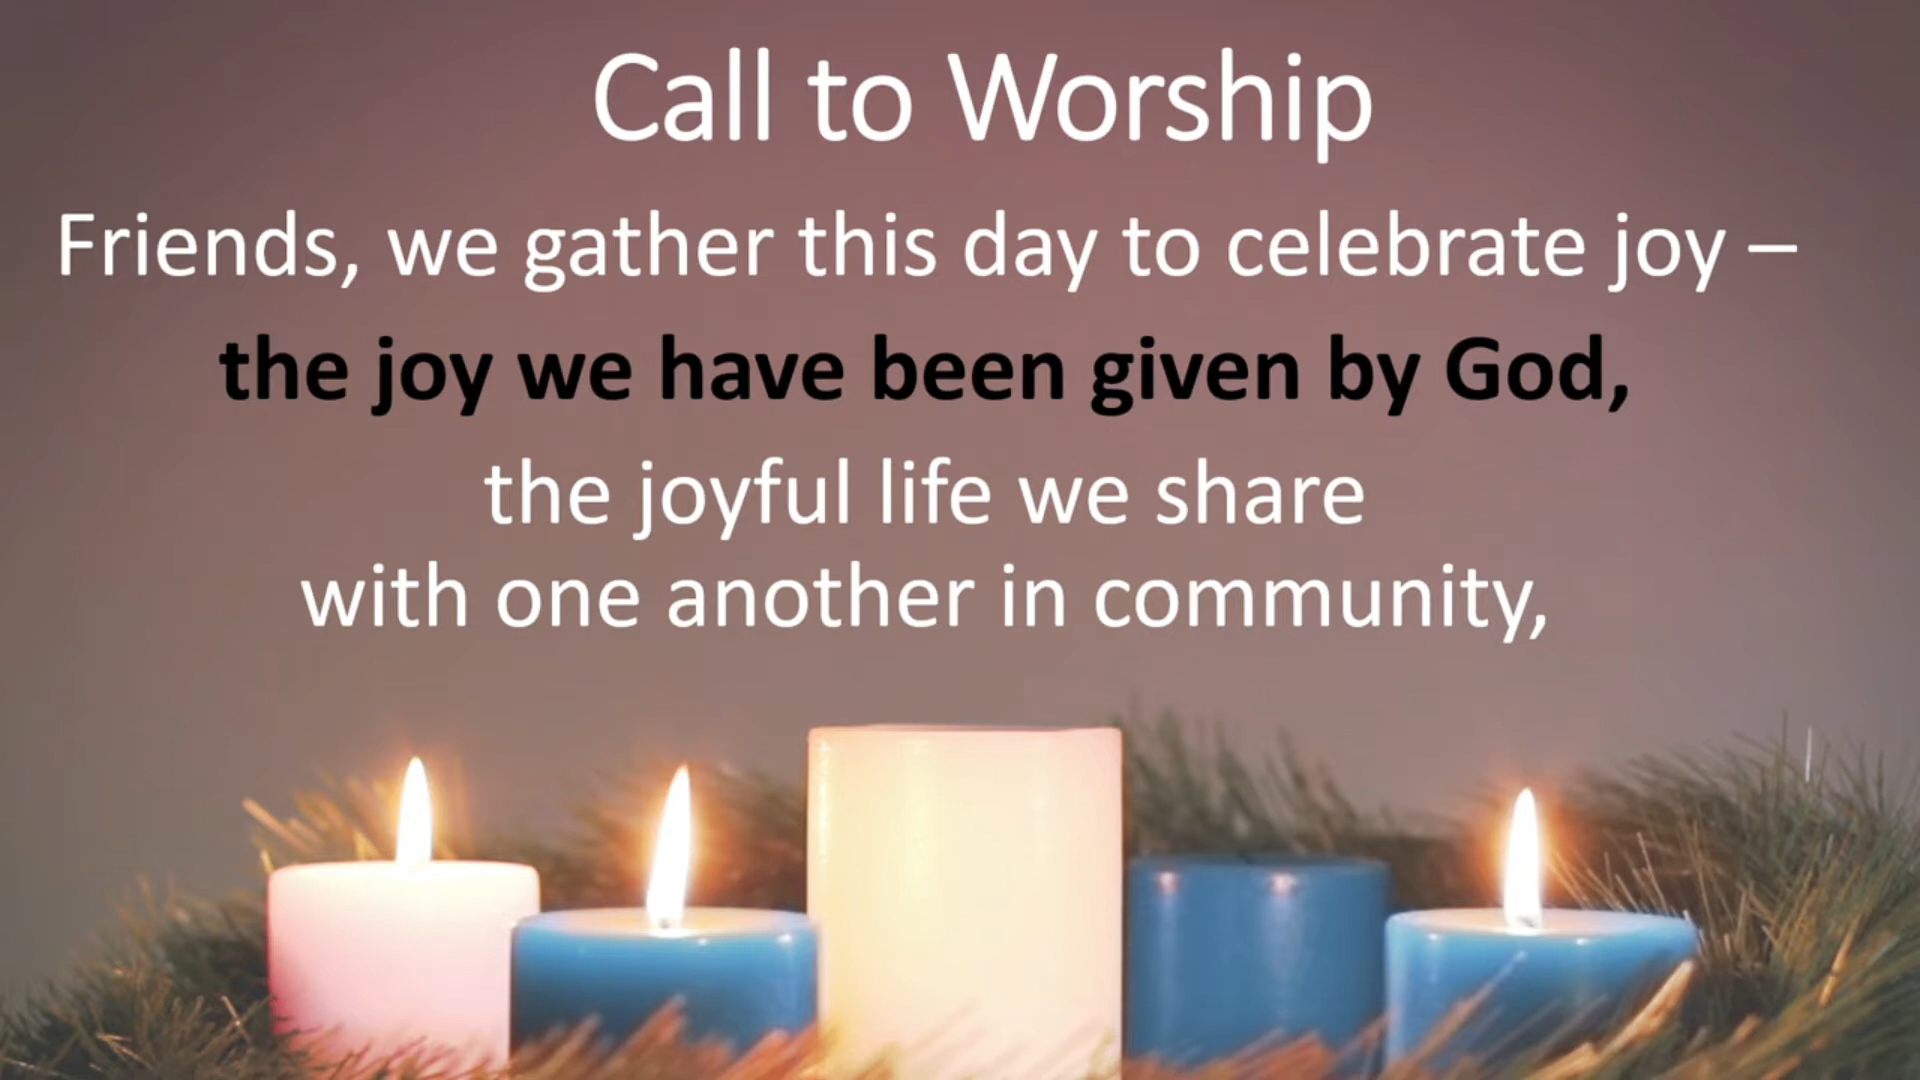 Call to Worship
Friends, we gather this day to celebrate joy –
the joy we have been given by God,
the joyful life we share
with one another in community,